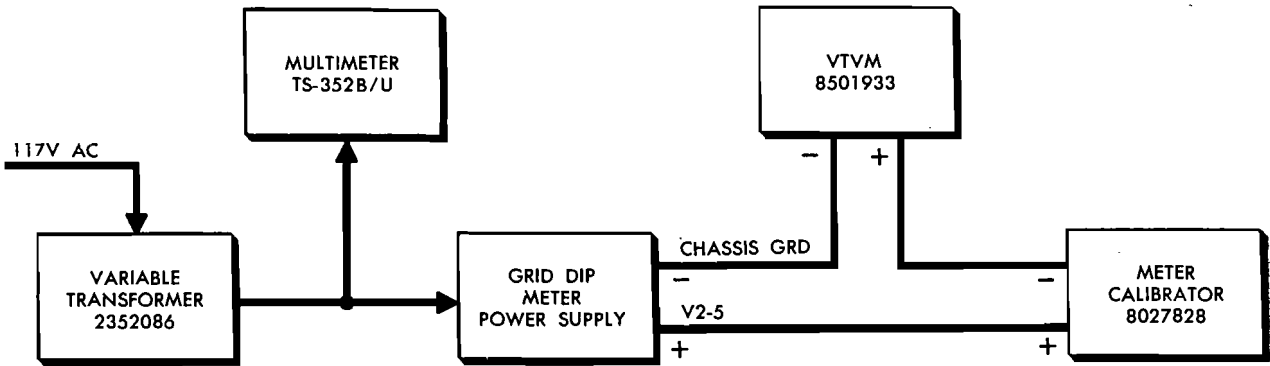 MULTIMETER
TS-352B/U
VTVM
8501933
117V AC
- +
VARIABLE
TRANSFORMER
2352086
GRID DIP
METER
POWER SUPPLY
CHASSIS GRD
-
V2-5
+
-
+
METER
CALIBRATOR
8027828